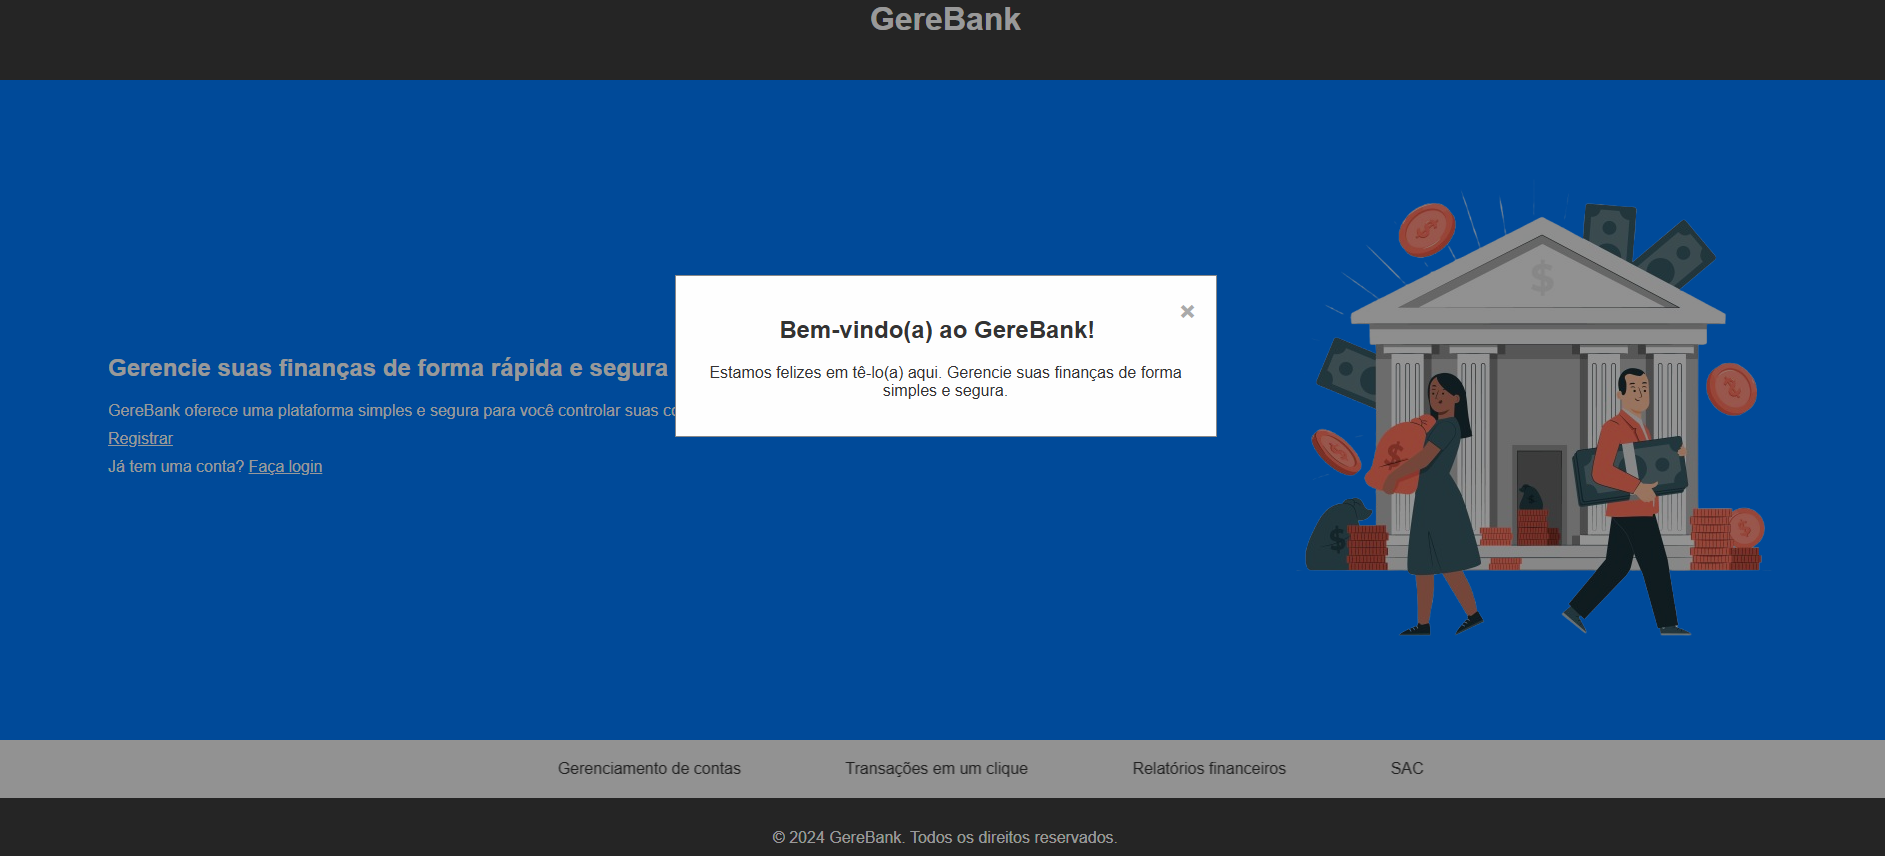 GereBank
Bem-vindo(a) ao GereBank!
Estamos felizes em tê-lo(a) aqui. Gerencie suas finanças de forma
simples e segura.
Gerencie suas finanças de forma rápida e segura
GereBank oferece uma plataforma simples e segura para você controlar suas
Registrar
Já tem uma conta? Faça login
$
$
$
$
$
$
$
$
$
Gerenciamento de contas
Transações em um clique
Relatórios financeiros
SAC
© 2024 GereBank. Todos os direitos reservados.